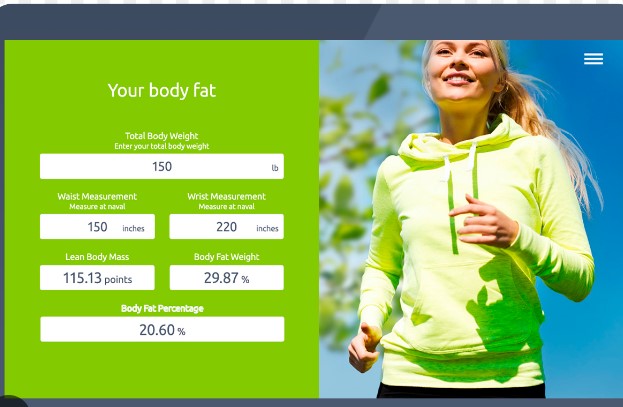 Your body fat
Total Body Weight
Enter your total body weight
150 lb
Waist Measurement
Measure at naval
150 inches
Wrist Measurement
Measure at naval
220 inches
Lean Body Mass
115.13 points
Body Fat Weight
29.87 %
Body Fat Percentage
20.60 %